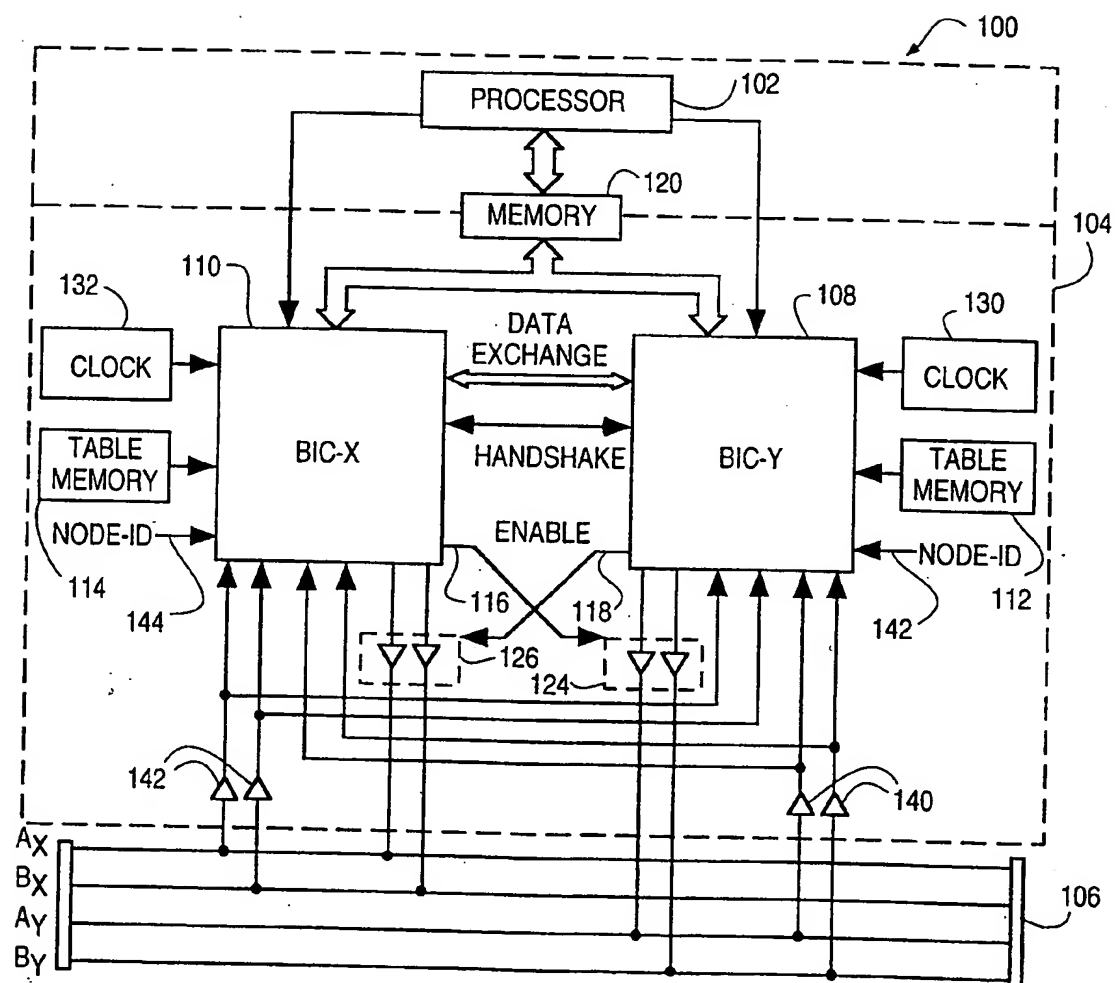 100
PROCESSOR
102
120
MEMORY
104
110
132
108
130
DATA
EXCHANGE
CLOCK
CLOCK
BIC-X
BIC-Y
HANDSHAKE
TABLE
MEMORY
TABLE
MEMORY
NODE-ID
ENABLE
NODE-ID
114
144
116
118
142
112
126
124
142
140
AX
BX
AY
BY
106